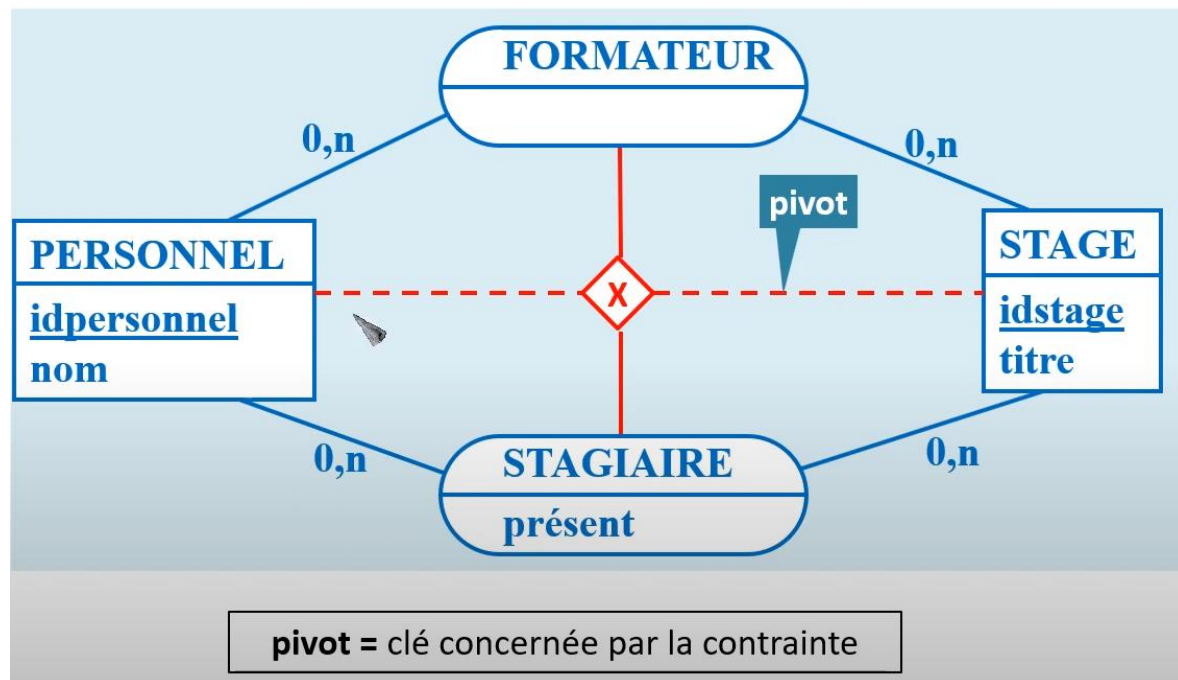 FORMATEUR
0,n
0,n
pivot
PERSONNEL
idpersonnel
nom
X
STAGE
idstage
titre
0,n
0,n
STAGIAIRE
présent
pivot = clé concernée par la contrainte